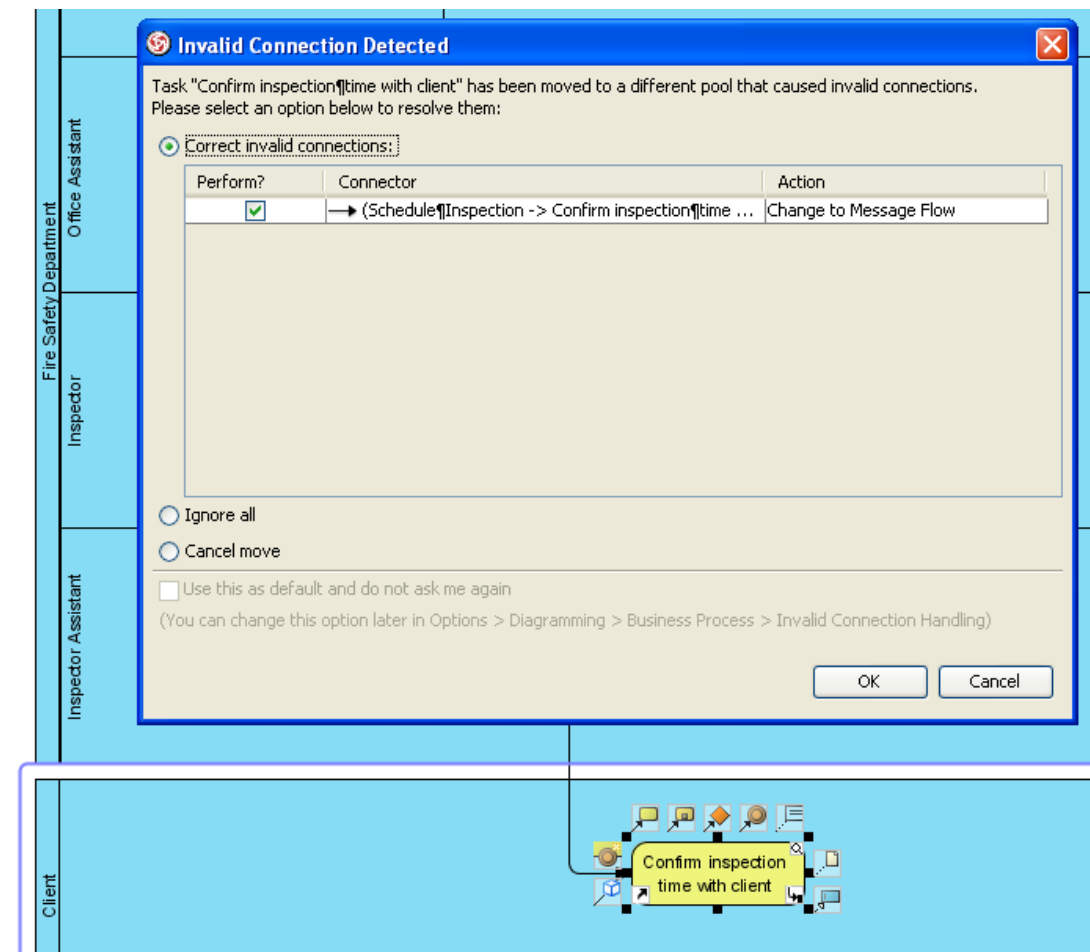 Invalid Connection Detected
Task "Confirm inspection¶time with client" has been moved to a different pool that caused invalid connections.
Please select an option below to resolve them:
Correct invalid connections:
Perform? Connector Action
(Schedule¶Inspection -> Confirm inspection¶time ... Change to Message Flow
Ignore all
Cancel move
Use this as default and do not ask me again
(You can change this option later in Options > Diagramming > Business Process > Invalid Connection Handling)
OK Cancel
Fire Safety Department
Office Assistant
Inspector
Inspector Assistant
Client
Confirm inspection
time with client